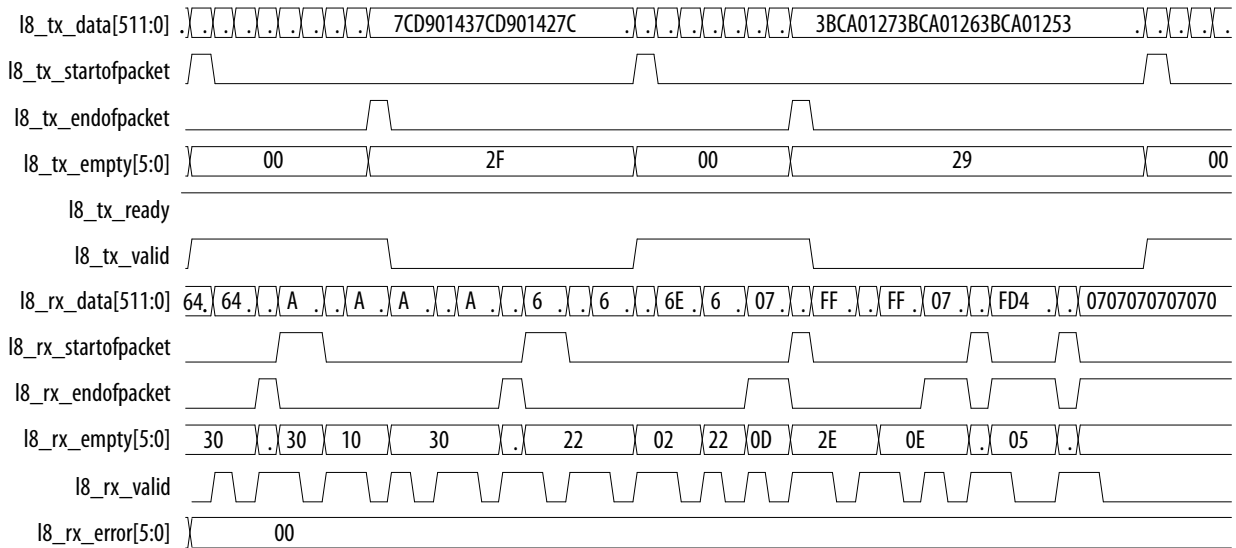 l8_tx_data[511:0] . . . . . . . . . 7CD901437CD901427C . . . . . . . . 3BCA01273BCA01263BCA01253 . . . . .
l8_tx_startofpacket
l8_tx_endofpacket
l8_tx_empty[5:0] 00 2F 00 29 00
l8_tx_ready
l8_tx_valid
l8_rx_data[511:0] 64. 64 . . A . . A . A . . A . . 6 . . 6 . . 6E . 6 . 07. . FF . . FF 07 . . FD4 . . 0707070707070
l8_rx_startofpacket
l8_rx_endofpacket
l8_rx_empty[5:0] 30 . 30 10 30 . 22 02 22 0D 2E 0E . 05 .
l8_rx_valid
l8_rx_error[5:0] 00